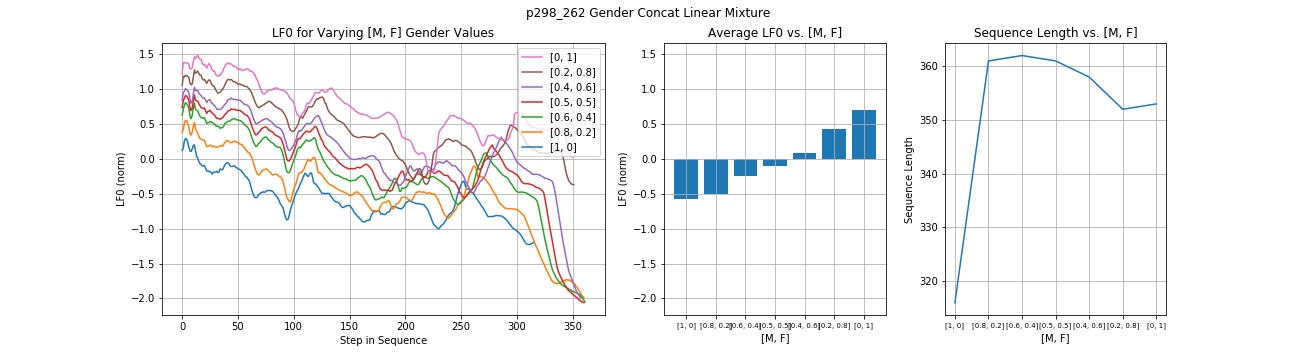 p298_262 Gender Concat Linear Mixture
LF0 for Varying [M, F] Gender Values
LF0 (norm)
1.5
1.0
0.5
0.0
−0.5
−1.0
−1.5
−2.0
[0, 1]
[0.2, 0.8]
[0.4, 0.6]
[0.5, 0.5]
[0.6, 0.4]
[0.8, 0.2]
[1, 0]
0 50 100 150 200 250 300 350
Step in Sequence
Average LF0 vs. [M, F]
LF0 (norm)
1.5
1.0
0.5
0.0
−0.5
−1.0
−1.5
−2.0
[1, 0] [0.8, 0.2] [0.6, 0.4] [0.5, 0.5] [0.4, 0.6] [0.2, 0.8] [0, 1]
[M, F]
Sequence Length vs. [M, F]
Sequence Length
360
350
340
330
320
[1, 0] [0.8, 0.2] [0.6, 0.4] [0.5, 0.5] [0.4, 0.6] [0.2, 0.8] [0, 1]
[M, F]